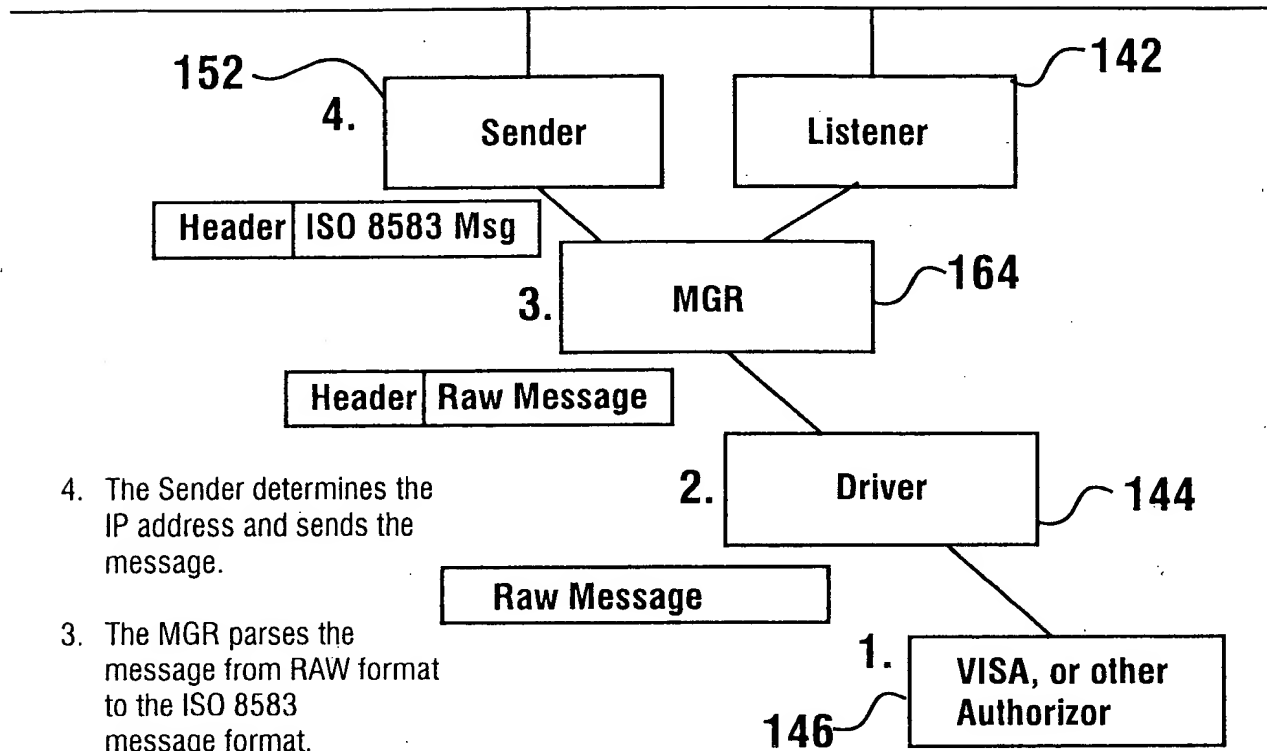 152
142
4.
Sender
Listener
Header
ISO 8583 Msg
164
3.
MGR
Header
Raw Message
2.
Driver
144
4. The Sender determines the
IP address and sends the
message.
Raw Message
3. The MGR parses the
message from RAW format
to the ISO 8583
message format.
1.
VISA, or other
Authorizor
146